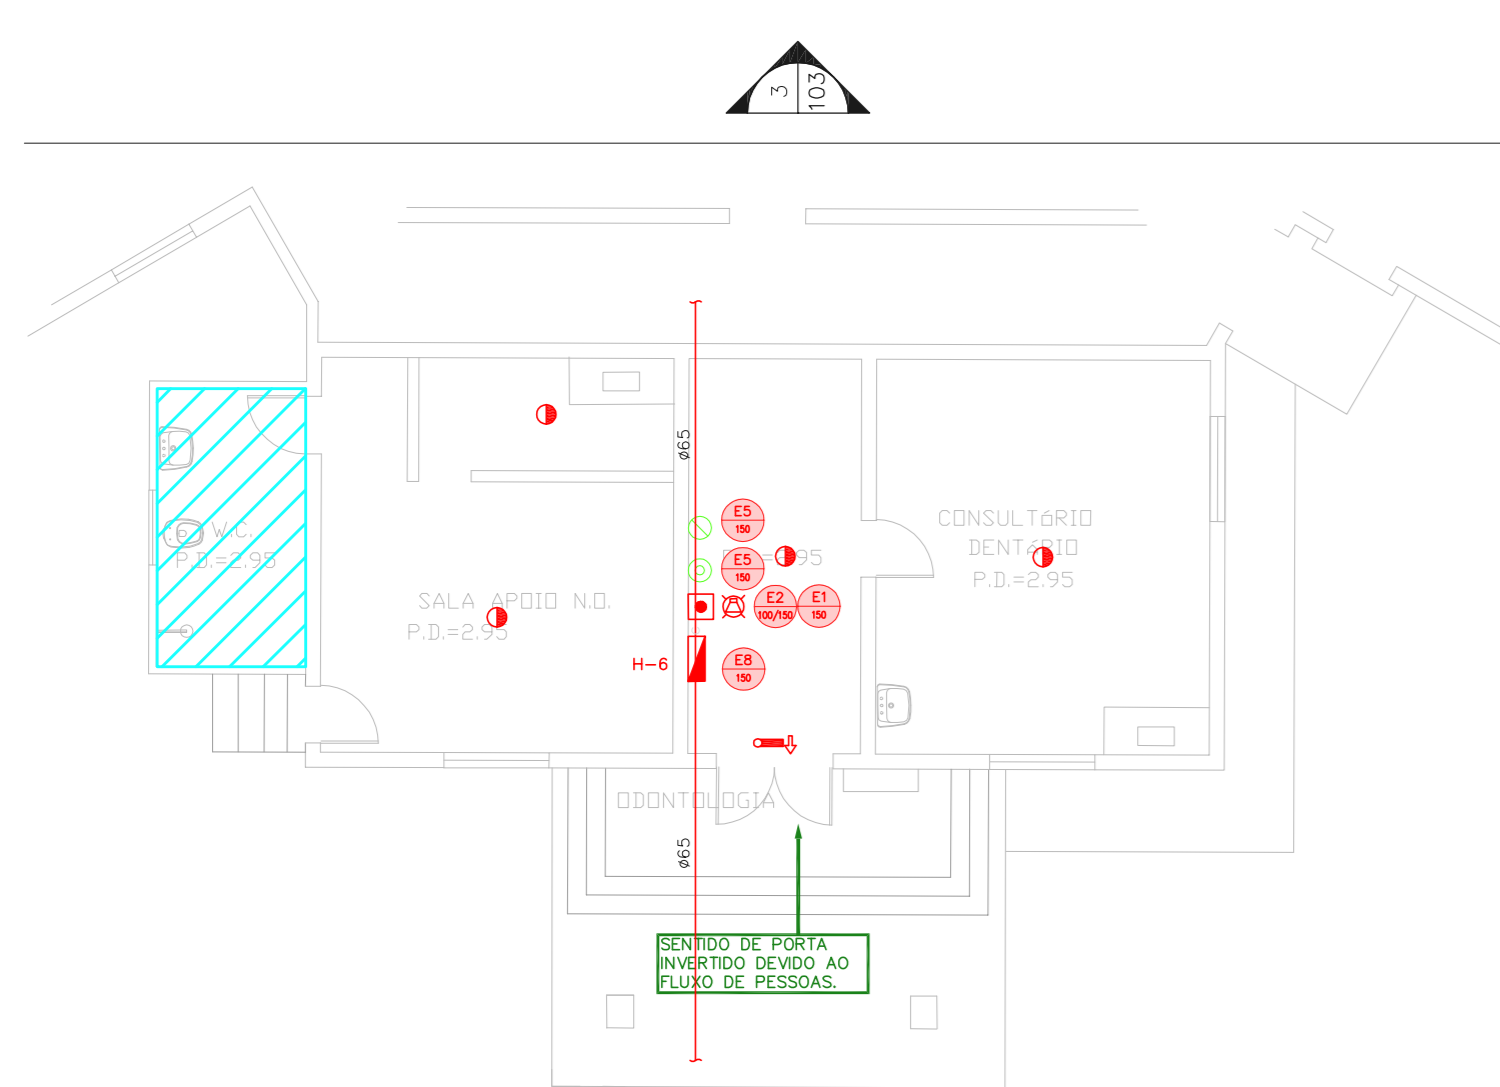 3
103
ø65
W.C.
P.D.=2.95
SALA APOIO N.O.
P.D.=2.95
E5
150
E5
150
E2
100/150
E1
150
H-6
E8
150
CONSULTóRIO
DENTáRIO
P.D.=2.95
ODONTOLOGIA
ø65
SENTIDO DE PORTA
INVERTIDO DEVIDO AO
FLUXO DE PESSOAS.